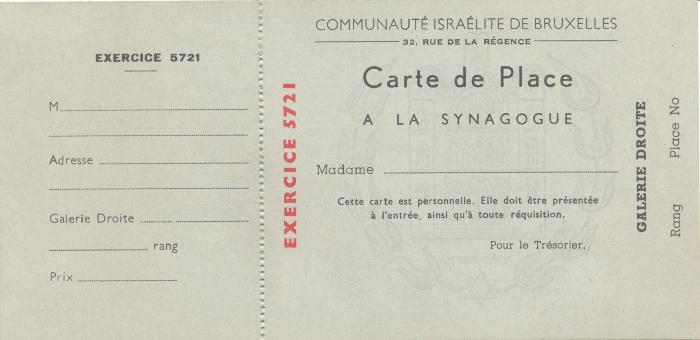 EXERCICE 5721
M
Adresse
Galerie Droite
rang
Prix
EXERCICE 5721
COMMUNAUTÉ ISRAÉLITE DE BRUXELLES
32, RUE DE LA RÉGENCE
Carte de Place
A LA SYNAGOGUE
Madame
Cette carte est personnelle. Elle doit être présentée
à l'entrée, ainsi qu'à toute réquisition.
Pour le Trésorier,
GALERIE DROITE
Rang Place No